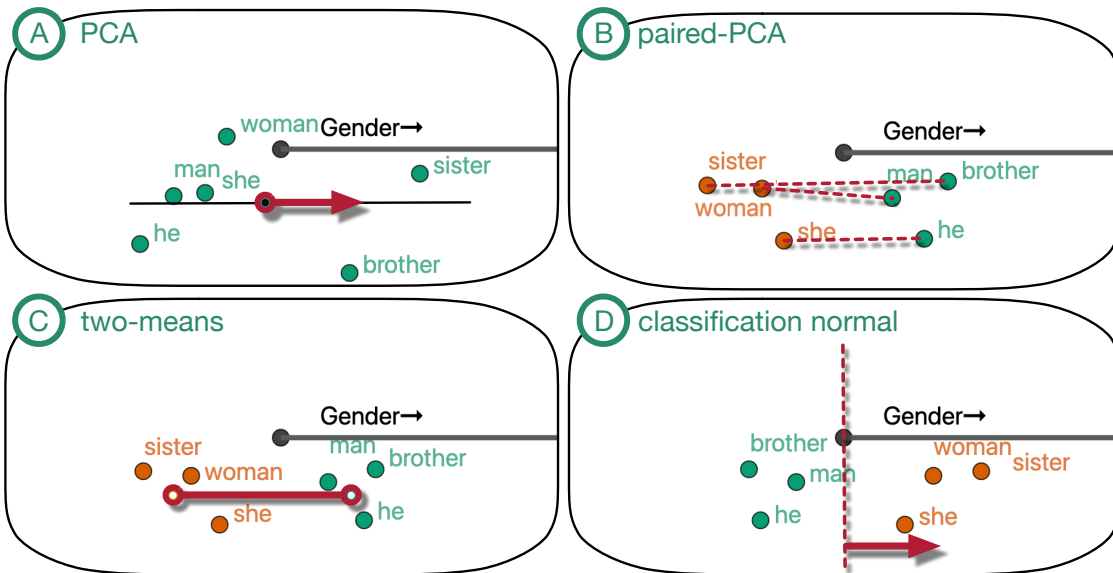 A PCA
woman Gender→
man she sister
he
brother
B paired-PCA
Gender→
sister man brother
woman
she he
C two-means
Gender→
sister man brother
woman
she he
D classification normal
Gender→
brother woman sister
man
he she